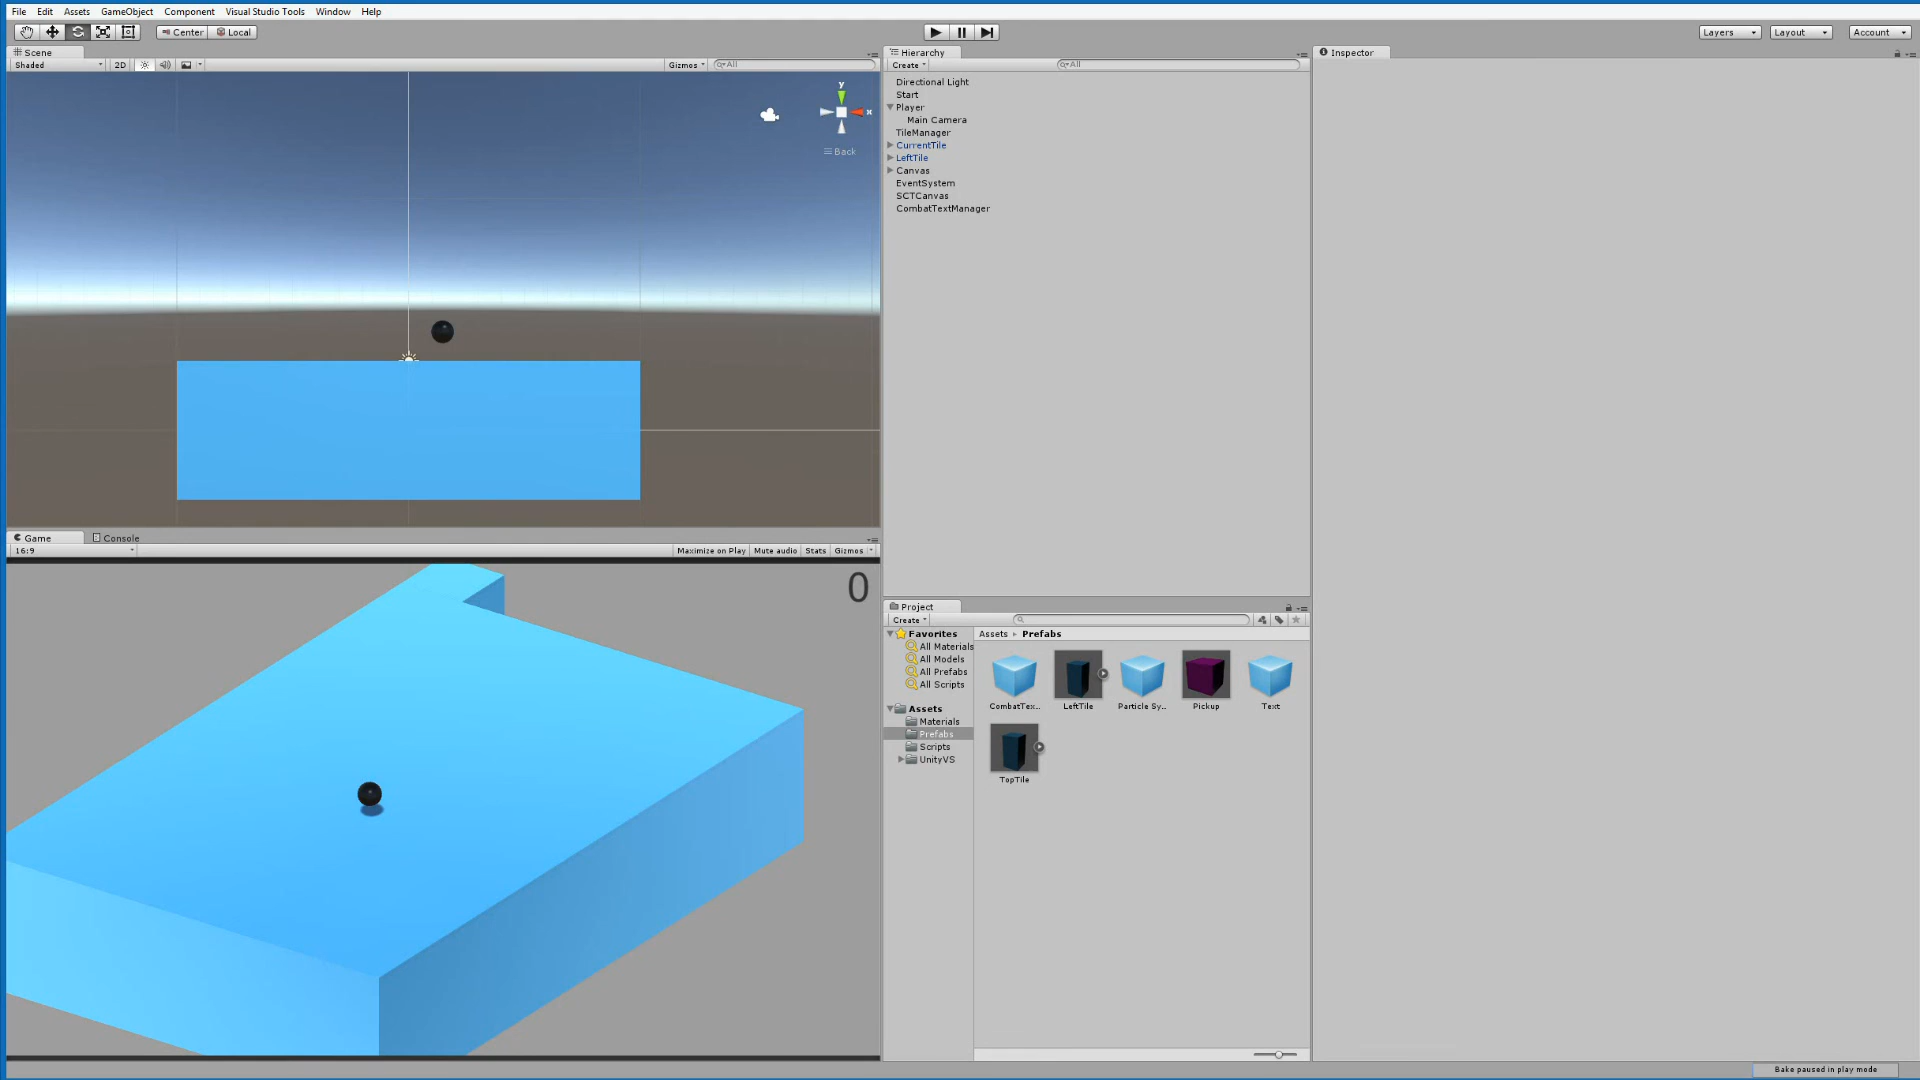 File Edit Assets GameObject Component Visual Studio Tools Window Help
Center Local
Layers Layout Account
Scene
Shaded 2D Gizmos All
y
x
Back
Hierarchy
Create All
Directional Light
Start
Player
Main Camera
TileManager
CurrentTile
LeftTile
Canvas
EventSystem
SCTCanvas
CombatTextManager
Inspector
Game Console
16:9 Maximize on Play Mute audio Stats Gizmos
0
Project
Create
Favorites
All Materials
All Models
All Prefabs
All Scripts
Assets
Materials
Prefabs
Scripts
UnityVS
Assets Prefabs
CombatTex... LeftTile Particle Sy... Pickup Text
TopTile
Bake paused in play mode